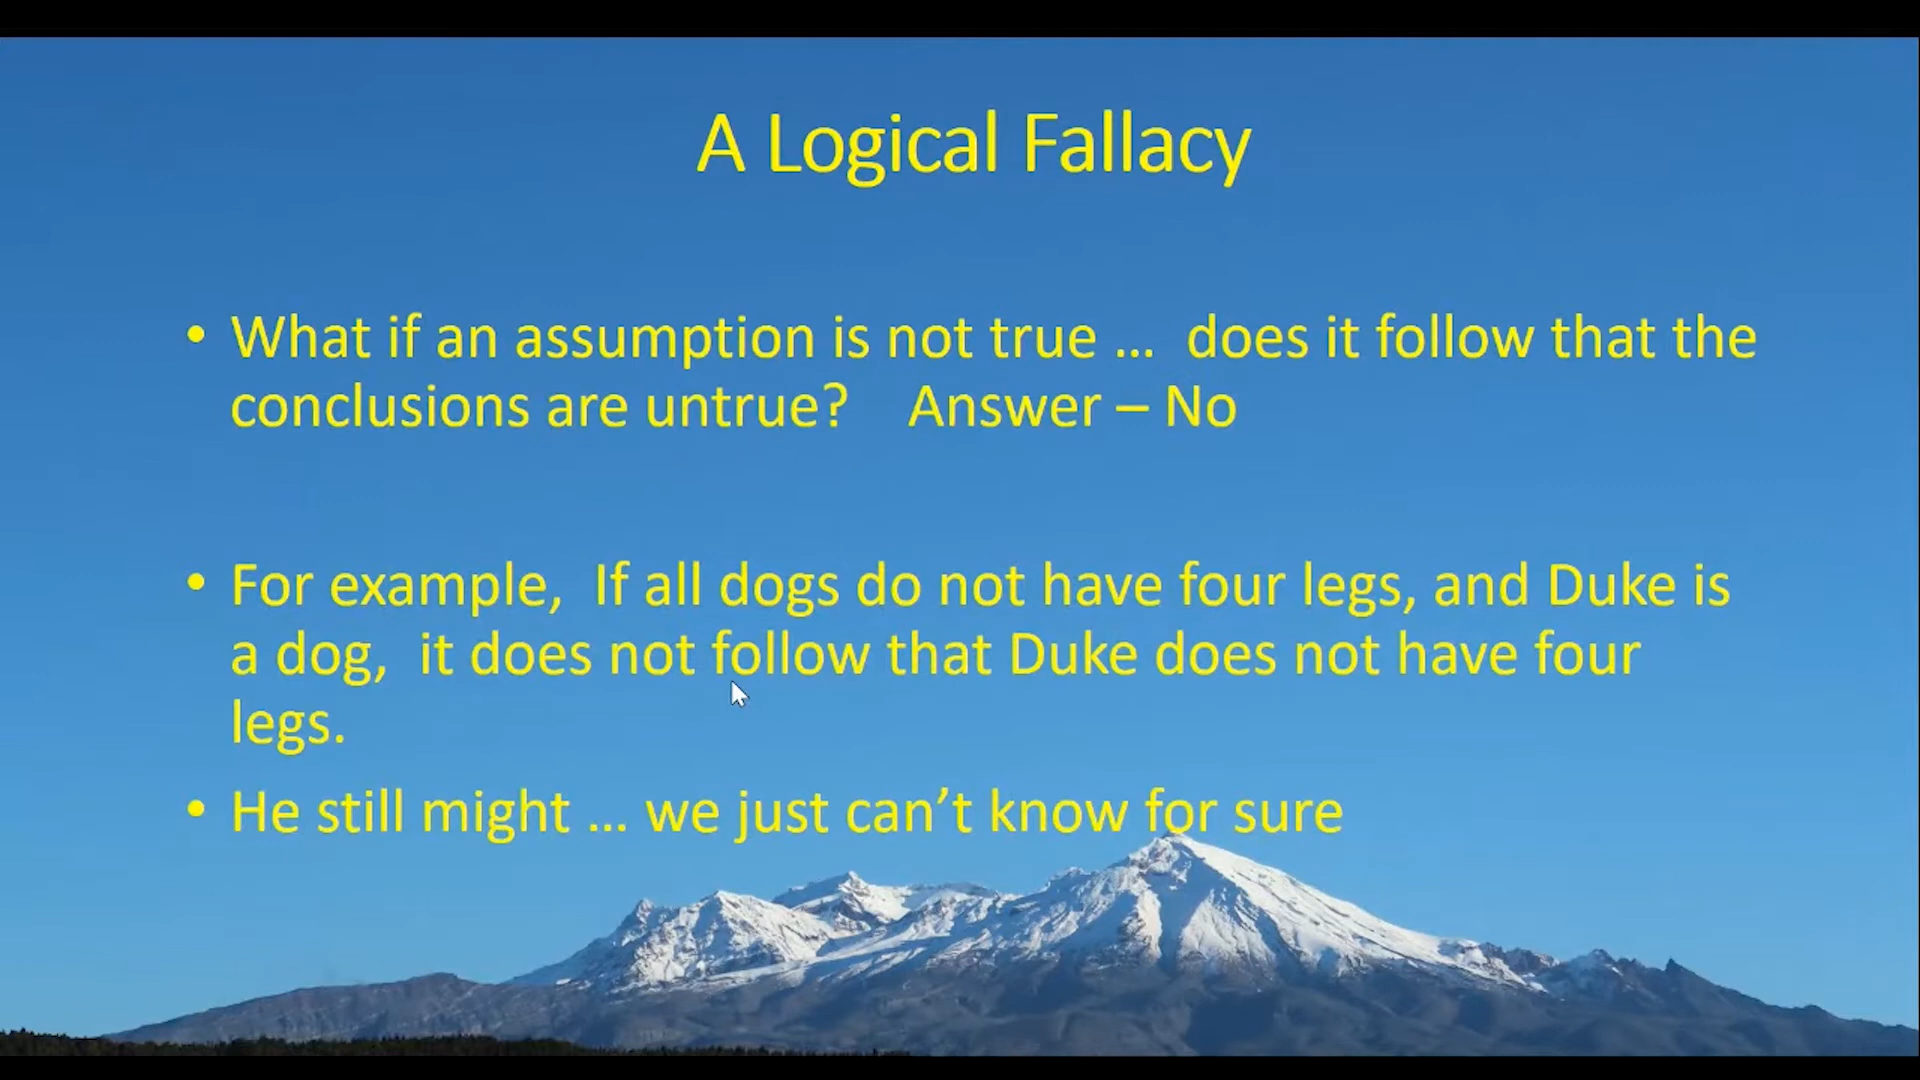 A Logical Fallacy
• What if an assumption is not true … does it follow that the
conclusions are untrue? Answer – No
• For example, If all dogs do not have four legs, and Duke is
a dog, it does not follow that Duke does not have four
legs.
• He still might … we just can’t know for sure